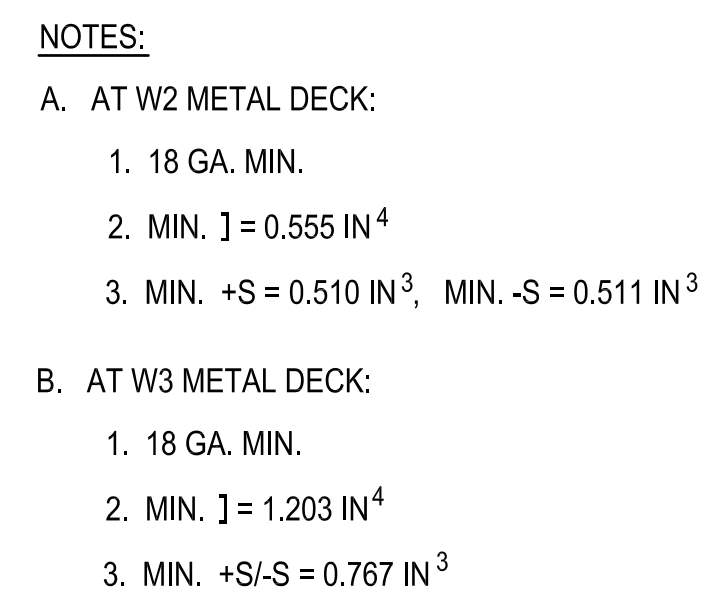 NOTES:
A. AT W2 METAL DECK:
1. 18 GA. MIN.
2. MIN. ] = 0.555 IN⁴
3. MIN. +S = 0.510 IN³, MIN. -S = 0.511 IN³
B. AT W3 METAL DECK:
1. 18 GA. MIN.
2. MIN. ] = 1.203 IN⁴
3. MIN. +S/-S = 0.767 IN³